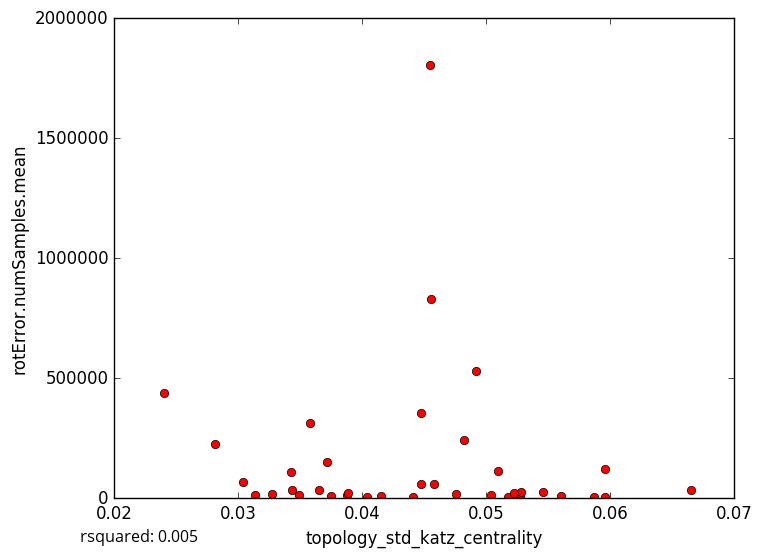 2000000
1500000
1000000
500000
0
rotError.numSamples.mean
0.02 0.03 0.04 0.05 0.06 0.07
topology_std_katz_centrality
rsquared: 0.005